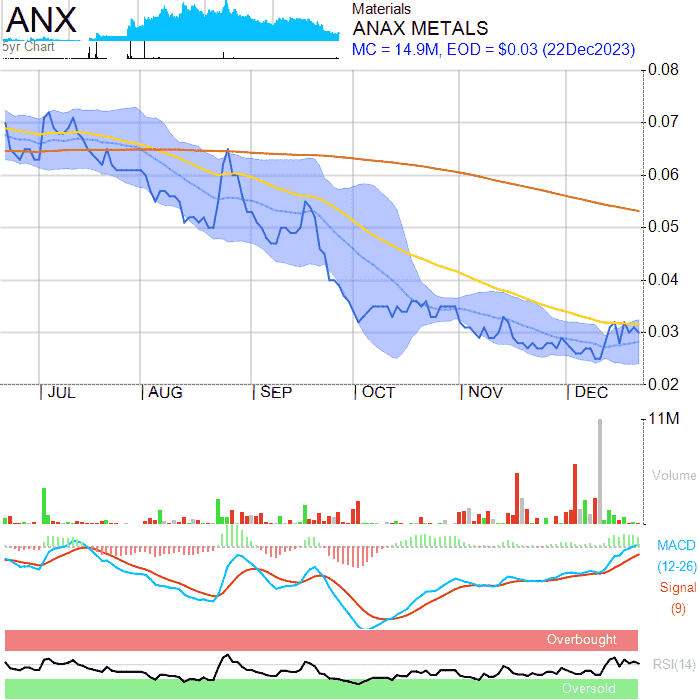 ANX
5yr Chart
Materials
ANAX METALS
MC = 14.9M, EOD = $0.03 (22Dec2023)
0.08
0.07
0.06
0.05
0.04
0.03
0.02
JUL AUG SEP OCT NOV DEC
11M
Volume
MACD
(12-26)
Signal
(9)
Overbought
RSI(14)
Oversold